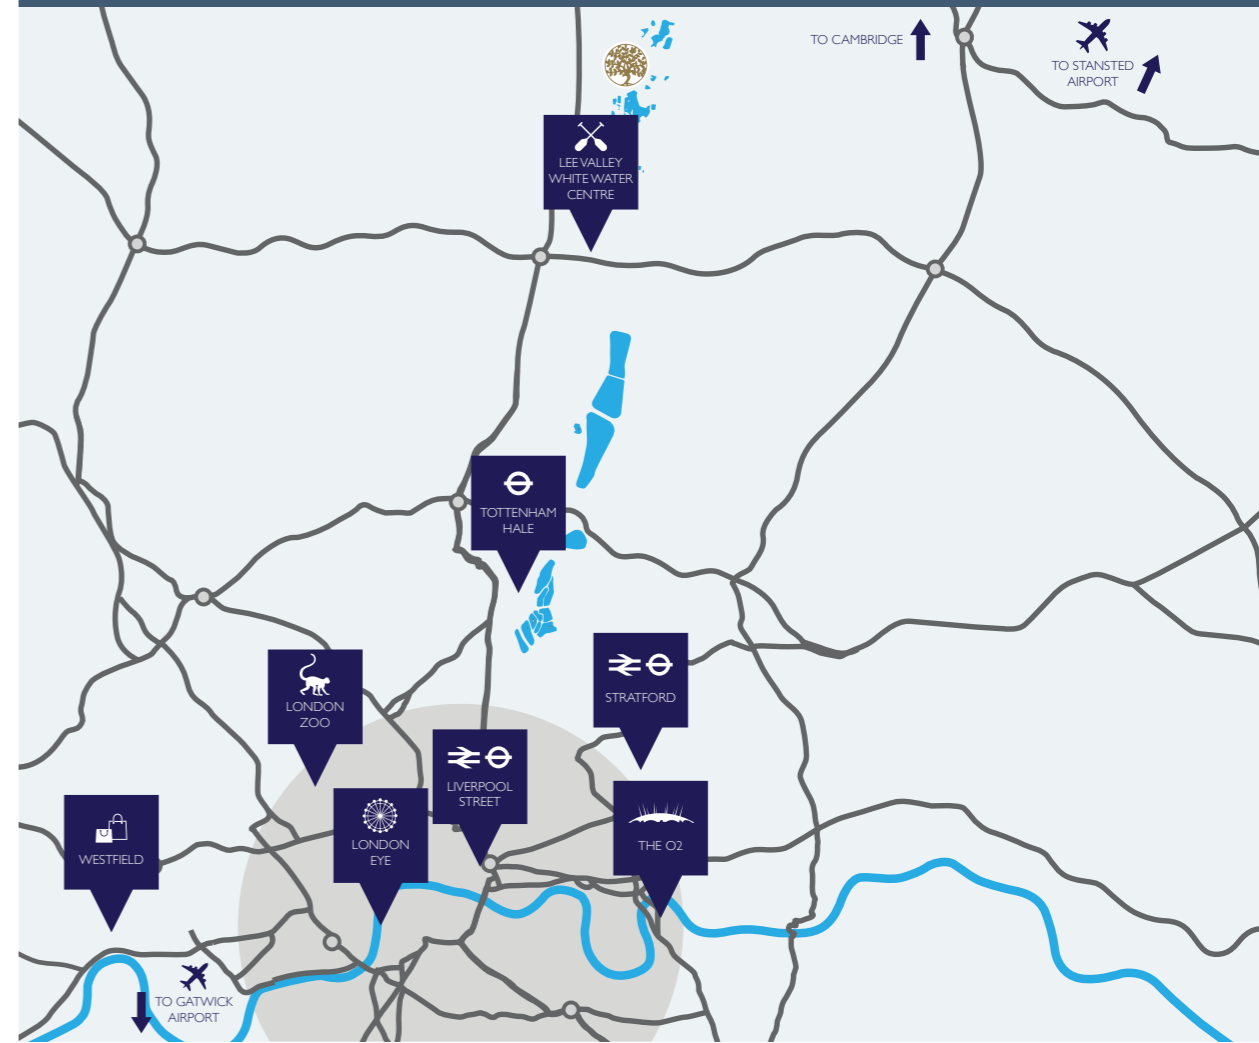 TO CAMBRIDGE
TO STANSTED
AIRPORT
LEE VALLEY
WHITE WATER
CENTRE
TOTTENHAM
HALE
STRATFORD
LONDON
ZOO
LIVERPOOL
STREET
LONDON
EYE
THE O2
WESTFIELD
TO GATWICK
AIRPORT